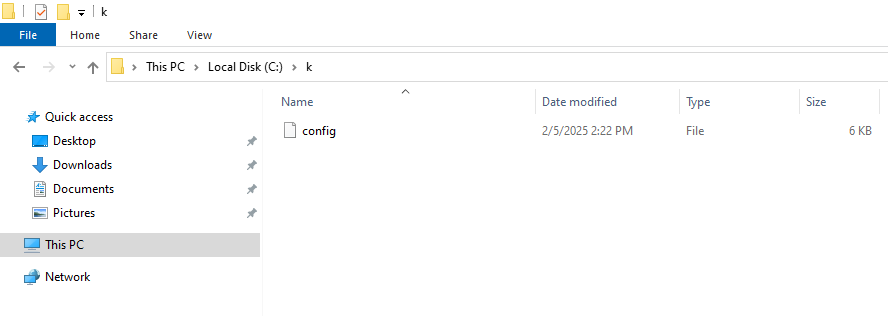 k
File Home Share View
This PC Local Disk (C:) k
Name Date modified Type Size
Quick access
config 2/5/2025 2:22 PM File 6 KB
Desktop
Downloads
Documents
Pictures
This PC
Network